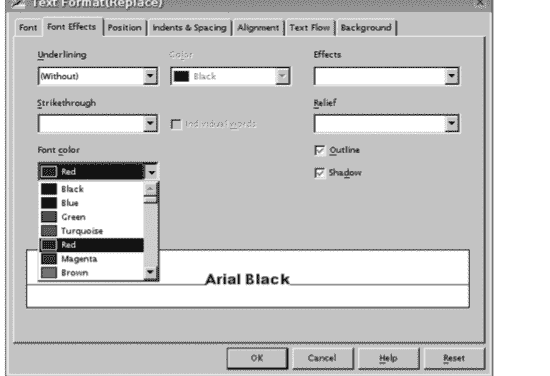 Text Format(Replace)
Font Font Effects Position Indents & Spacing Alignment Text Flow Background
Underlining Color Effects
(Without) Black
Strikethrough Relief
Individual words
Font color
Outline
Red
Shadow
Black
Blue
Green
Turquoise
Red
Magenta
Brown
Arial Black
OK Cancel Help Reset